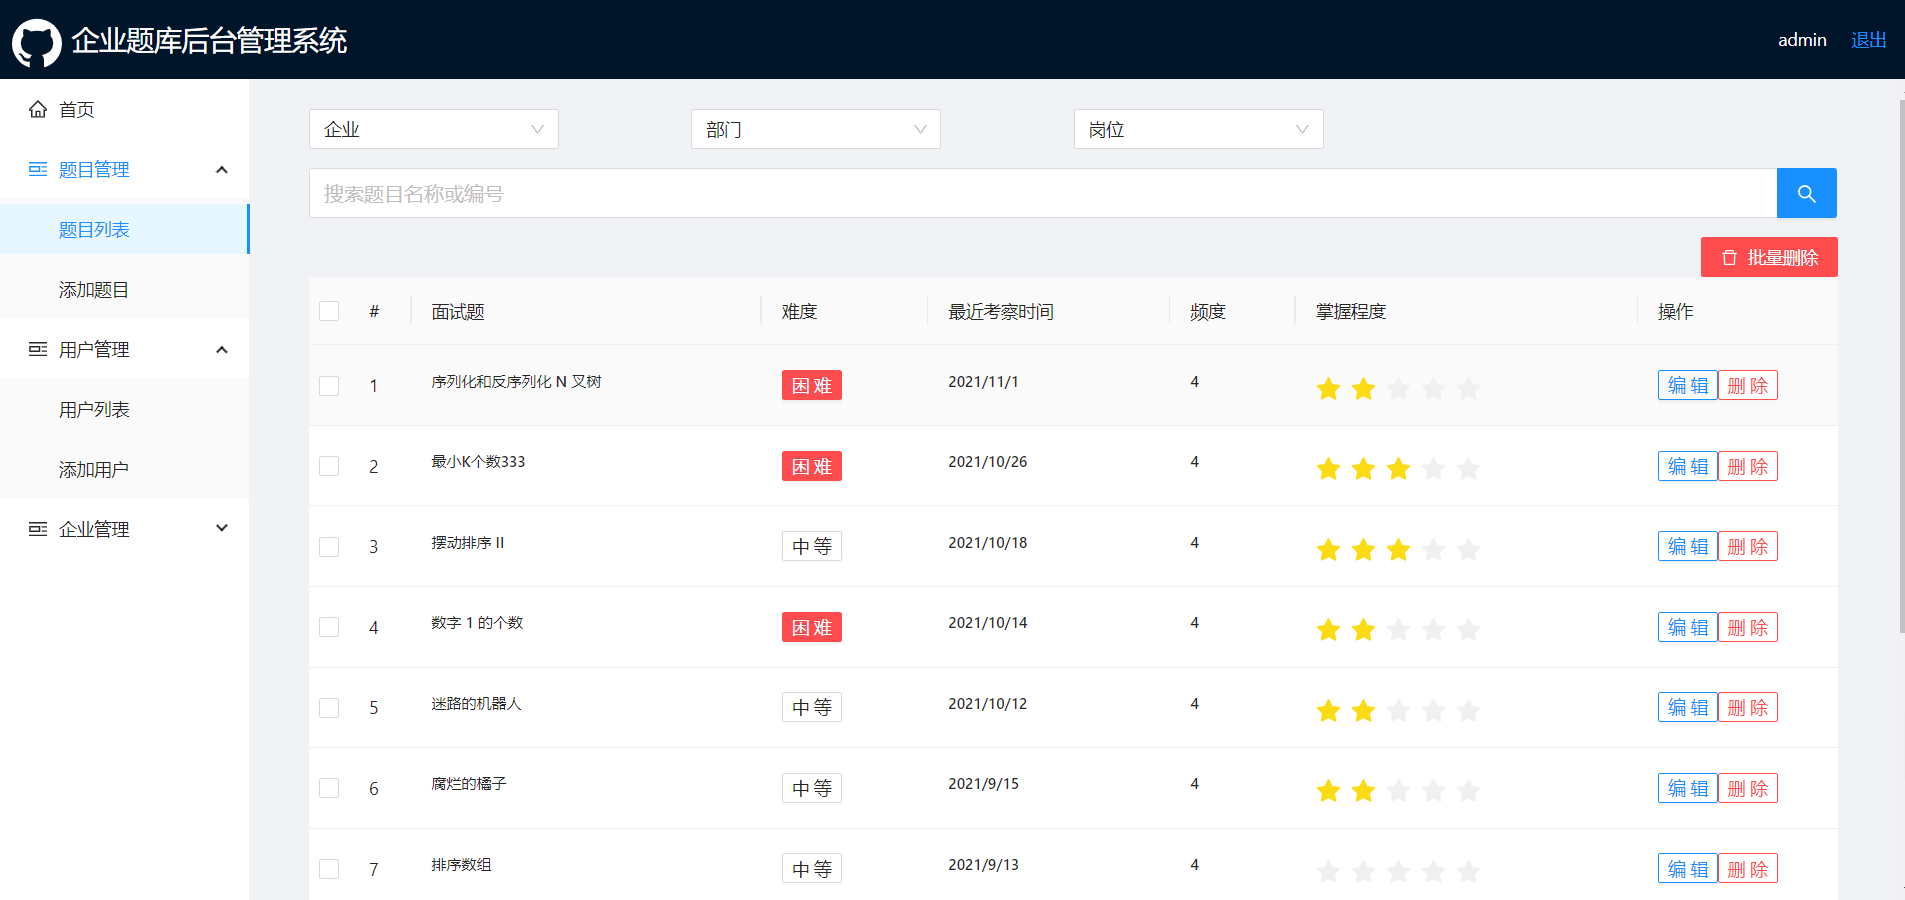 企业题库后台管理系统
admin 退出
首页
题目管理
题目列表
添加题目
用户管理
用户列表
添加用户
企业管理
企业 部门 岗位
搜索题目名称或编号
批量删除
# 面试题 难度 最近考察时间 频度 掌握程度 操作
1 序列化和反序列化 N 叉树 困 难 2021/11/1 4 编 辑 删 除
2 最小K个数333 困 难 2021/10/26 4 编 辑 删 除
3 摆动排序 II 中 等 2021/10/18 4 编 辑 删 除
4 数字 1 的个数 困 难 2021/10/14 4 编 辑 删 除
5 迷路的机器人 中 等 2021/10/12 4 编 辑 删 除
6 腐烂的橘子 中 等 2021/9/15 4 编 辑 删 除
7 排序数组 中 等 2021/9/13 4 编 辑 删 除